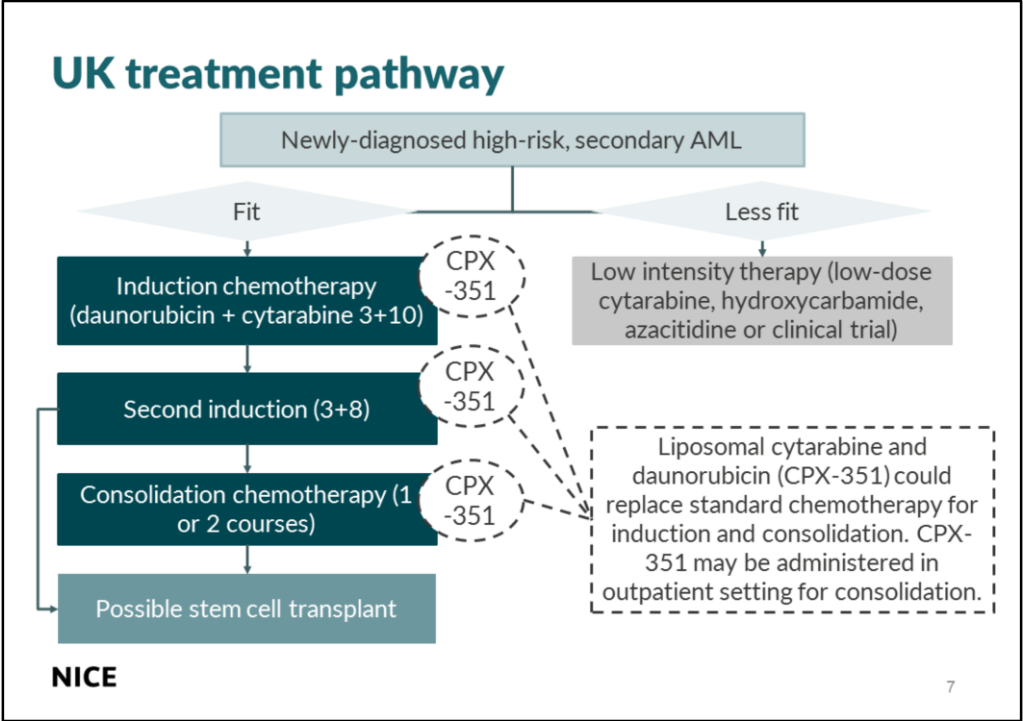 UK treatment pathway
Newly-diagnosed high-risk, secondary AML
Fit
Less fit
Induction chemotherapy
(daunorubicin + cytarabine 3+10)
CPX
-351
Low intensity therapy (low-dose
cytarabine, hydroxycarbamide,
azacitidine or clinical trial)
Second induction (3+8)
CPX
-351
Consolidation chemotherapy (1
or 2 courses)
CPX
-351
Liposomal cytarabine and
daunorubicin (CPX-351) could
replace standard chemotherapy for
induction and consolidation. CPX-
351 may be administered in
outpatient setting for consolidation.
Possible stem cell transplant
NICE
7